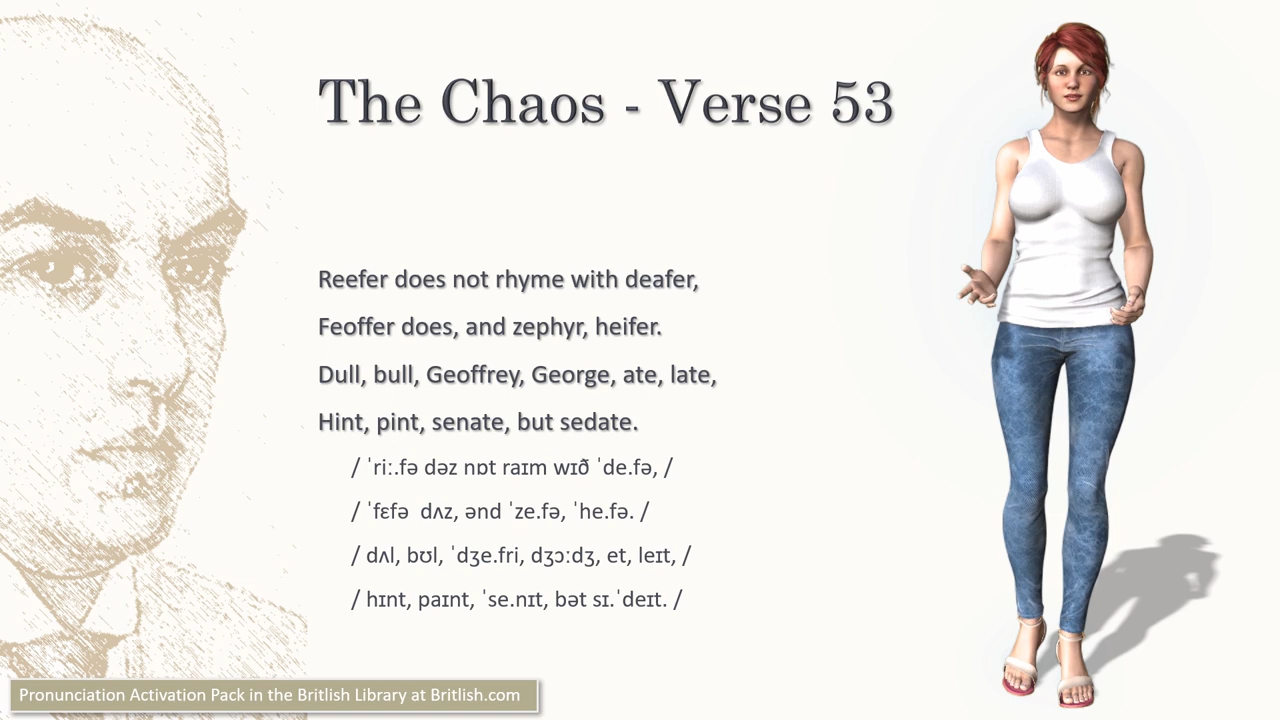 The Chaos - Verse 53
Reefer does not rhyme with deafer,
Feoffer does, and zephyr, heifer.
Dull, bull, Geoffrey, George, ate, late,
Hint, pint, senate, but sedate.
/ ˈriː.fə dəz nɒt raɪm wɪð ˈde.fə, /
/ ˈfɛfə  dʌz, ənd ˈze.fə, ˈhe.fə. /
/ dʌl, bʊl, ˈdʒe.fri, dʒɔːdʒ, et, leɪt, /
/ hɪnt, paɪnt, ˈse.nɪt, bət sɪ.ˈdeɪt. /
Pronunciation Activation Pack in the Britlish Library at Britlish.com